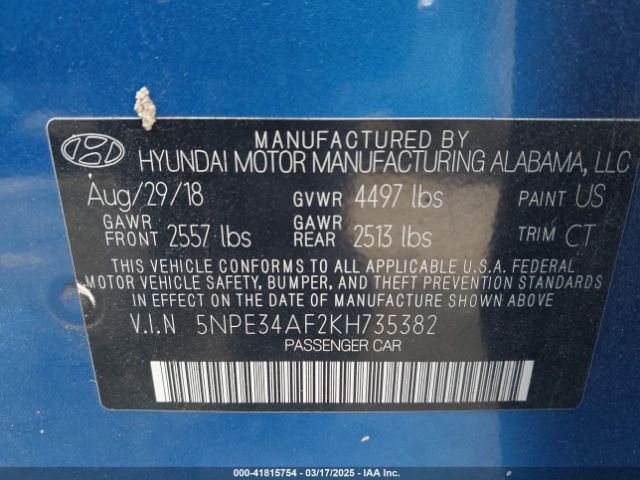 MANUFACTURED BY
HYUNDAI MOTOR MANUFACTURING ALABAMA, LLC
Aug/29/18 GVWR 4497 lbs PAINT US
GAWR FRONT 2557 lbs GAWR REAR 2513 lbs TRIM CT
THIS VEHICLE CONFORMS TO ALL APPLICABLE U.S.A. FEDERAL
MOTOR VEHICLE SAFETY, BUMPER, AND THEFT PREVENTION STANDARDS
IN EFFECT ON THE DATE OF MANUFACTURE SHOWN ABOVE.
V.I.N 5NPE34AF2KH735382
PASSENGER CAR
000-41815754 - 03/17/2025 - IAA Inc.